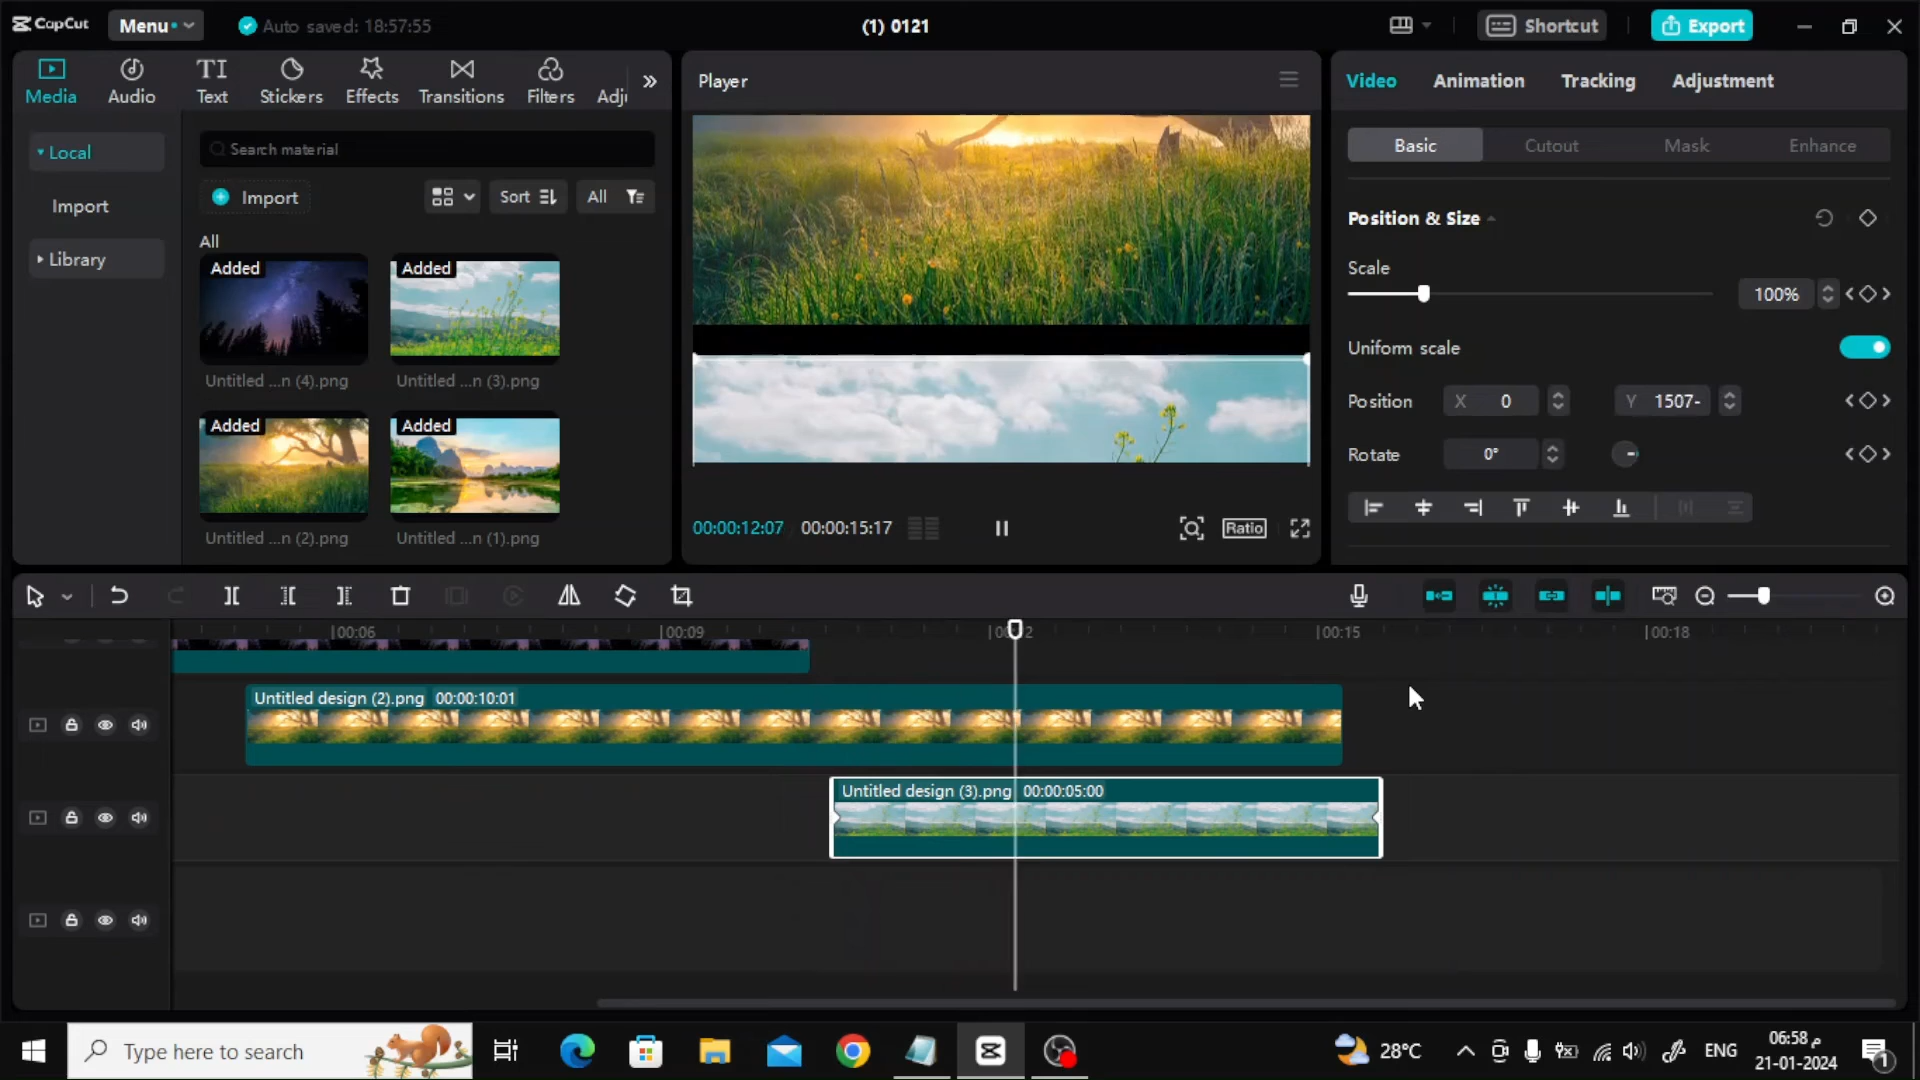 CapCut
Menu
Auto saved: 18:57:55
(1) 0121
Shortcut
Export
Media
Audio
TI
Text
Stickers
Effects
Transitions
Filters
Adj
Player
Video
Animation
Tracking
Adjustment
Local
Import
Library
Search material
Import
Sort
All
All
Added
Untitled ...n (4).png
Added
Untitled ...n (3).png
Added
Untitled ...n (2).png
Added
Untitled ...n (1).png
00:00:12:07
00:00:15:17
Ratio
Basic
Cutout
Mask
Enhance
Position & Size
Scale
100%
Uniform scale
Position
X 0
Y 1507-
Rotate
0°
00:06
00:09
00:15
00:18
Untitled design (2).png 00:00:10:01
Untitled design (3).png 00:00:05:00
Type here to search
28°C
ENG
06:58 م
21-01-2024
1